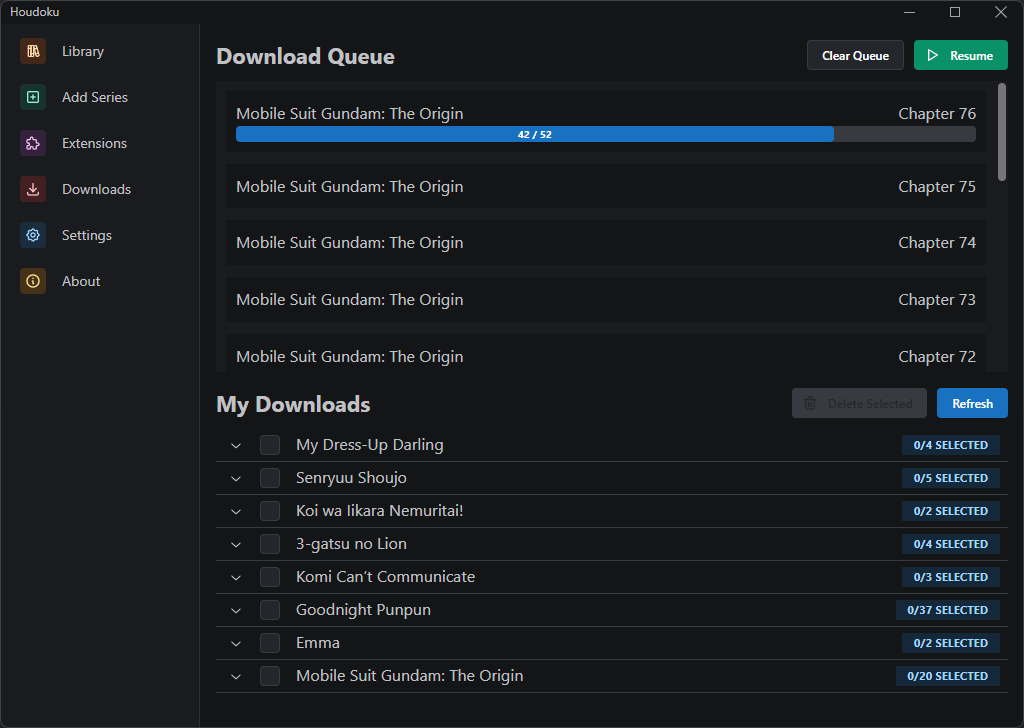 Houdoku
Library
Add Series
Extensions
Downloads
Settings
About
Download Queue
Clear Queue
Resume
Mobile Suit Gundam: The Origin Chapter 76
42 / 52
Mobile Suit Gundam: The Origin Chapter 75
Mobile Suit Gundam: The Origin Chapter 74
Mobile Suit Gundam: The Origin Chapter 73
Mobile Suit Gundam: The Origin Chapter 72
My Downloads
Delete Selected
Refresh
My Dress-Up Darling 0/4 SELECTED
Senryuu Shoujo 0/5 SELECTED
Koi wa Iikara Nemuritai! 0/2 SELECTED
3-gatsu no Lion 0/4 SELECTED
Komi Can’t Communicate 0/3 SELECTED
Goodnight Punpun 0/37 SELECTED
Emma 0/2 SELECTED
Mobile Suit Gundam: The Origin 0/20 SELECTED